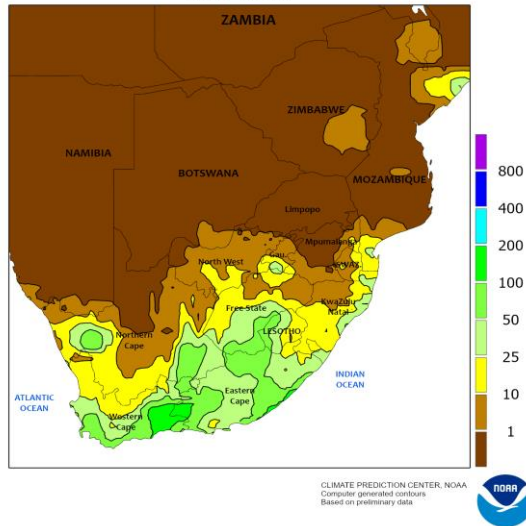 ZAMBIA
ZIMBABWE
NAMIBIA
BOTSWANA
MOZAMBIQUE
Limpopo
Mpumalanga
North West
Gau
SWAZ
Free State
KwaZulu
Natal
LESOTHO
Northern
Cape
INDIAN
OCEAN
ATLANTIC
OCEAN
Eastern
Cape
Western
Cape
800
400
200
100
50
25
10
1
CLIMATE PREDICTION CENTER, NOAA
Computer generated contours
Based on preliminary data
NOAA